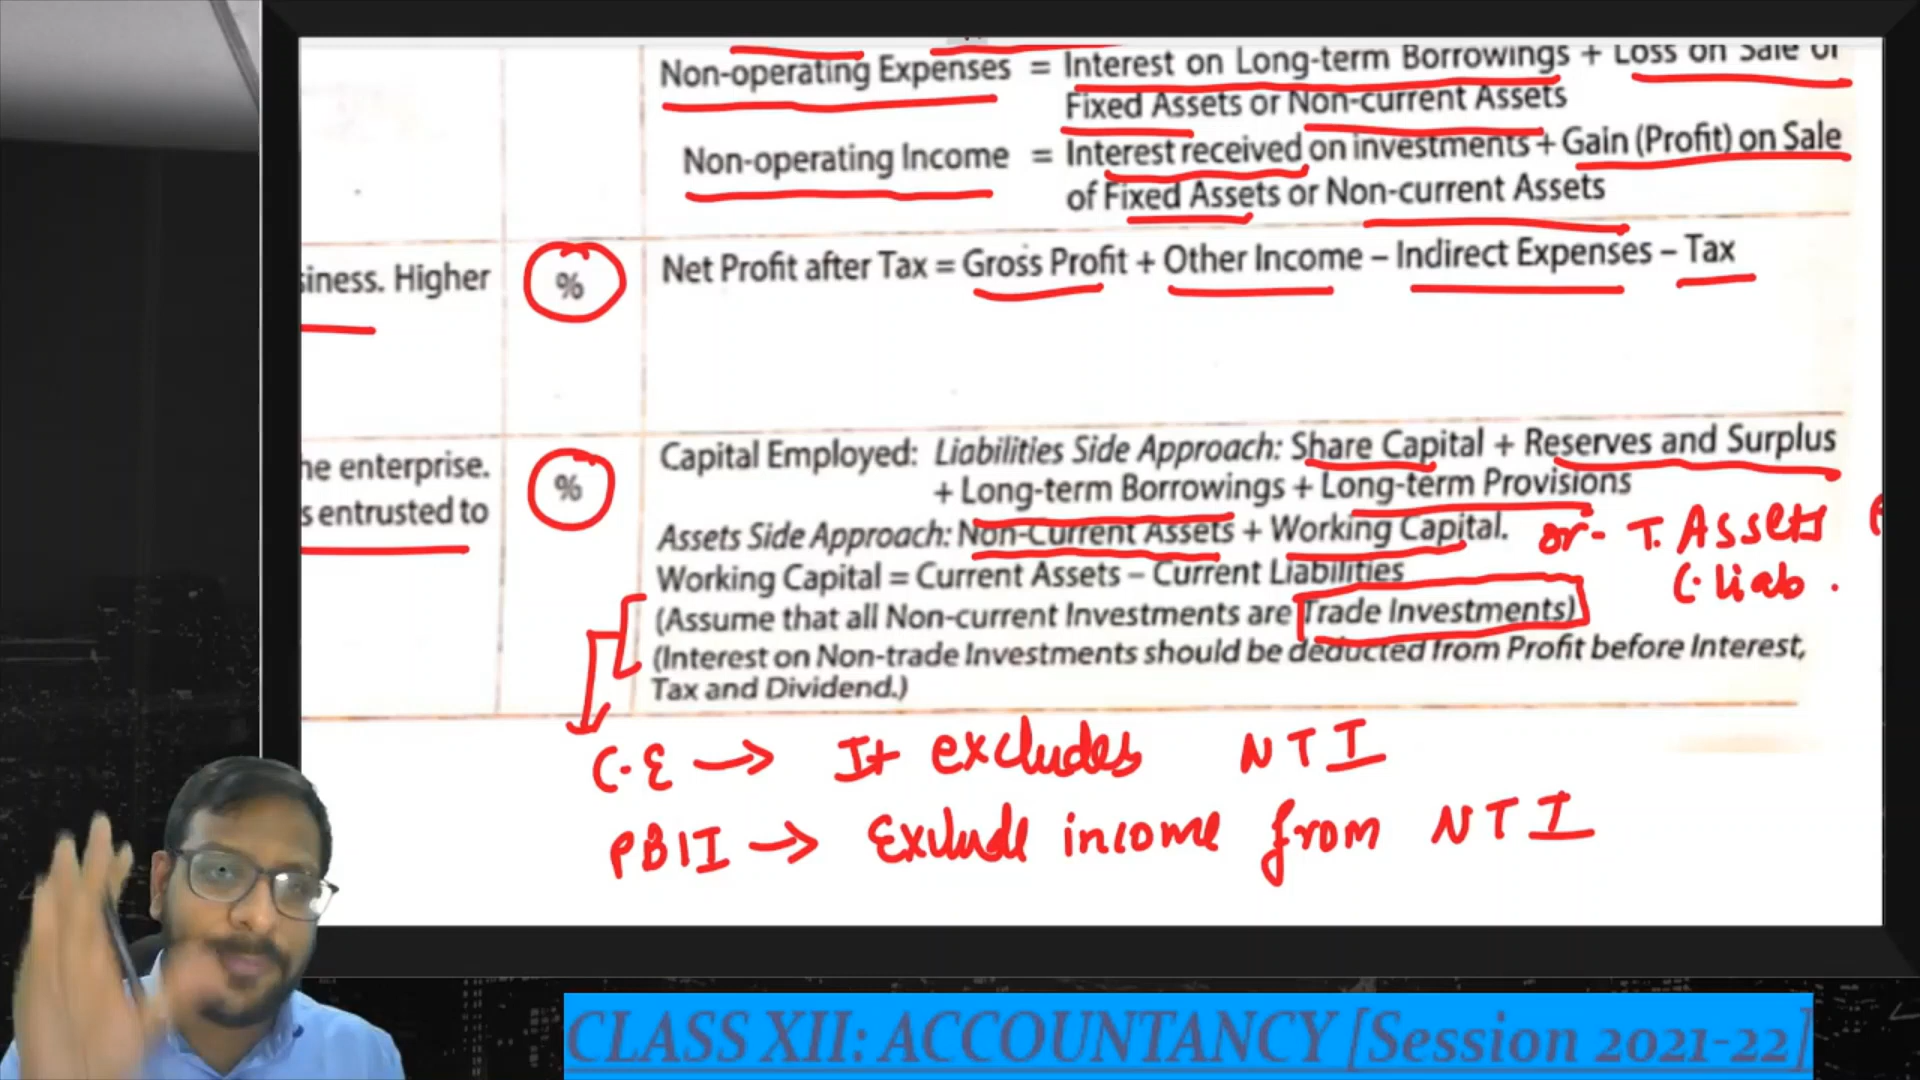 Non-operating Expenses = Interest on Long-term Borrowings + Loss on Sale of
Fixed Assets or Non-current Assets
Non-operating Income = Interest received on investments + Gain (Profit) on Sale
of Fixed Assets or Non-current Assets
siness. Higher % Net Profit after Tax = Gross Profit + Other Income – Indirect Expenses – Tax
he enterprise. % Capital Employed: Liabilities Side Approach: Share Capital + Reserves and Surplus
s entrusted to + Long-term Borrowings + Long-term Provisions
Assets Side Approach: Non-Current Assets + Working Capital. or - T. Assets
Working Capital = Current Assets – Current Liabilities C. liab.
(Assume that all Non-current Investments are Trade Investments)
(Interest on Non-trade Investments should be deducted from Profit before Interest,
Tax and Dividend.)
C.E → It excludes NTI
PBIT → Exclude income from NTI
CLASS XII: ACCOUNTANCY [Session 2021-22]